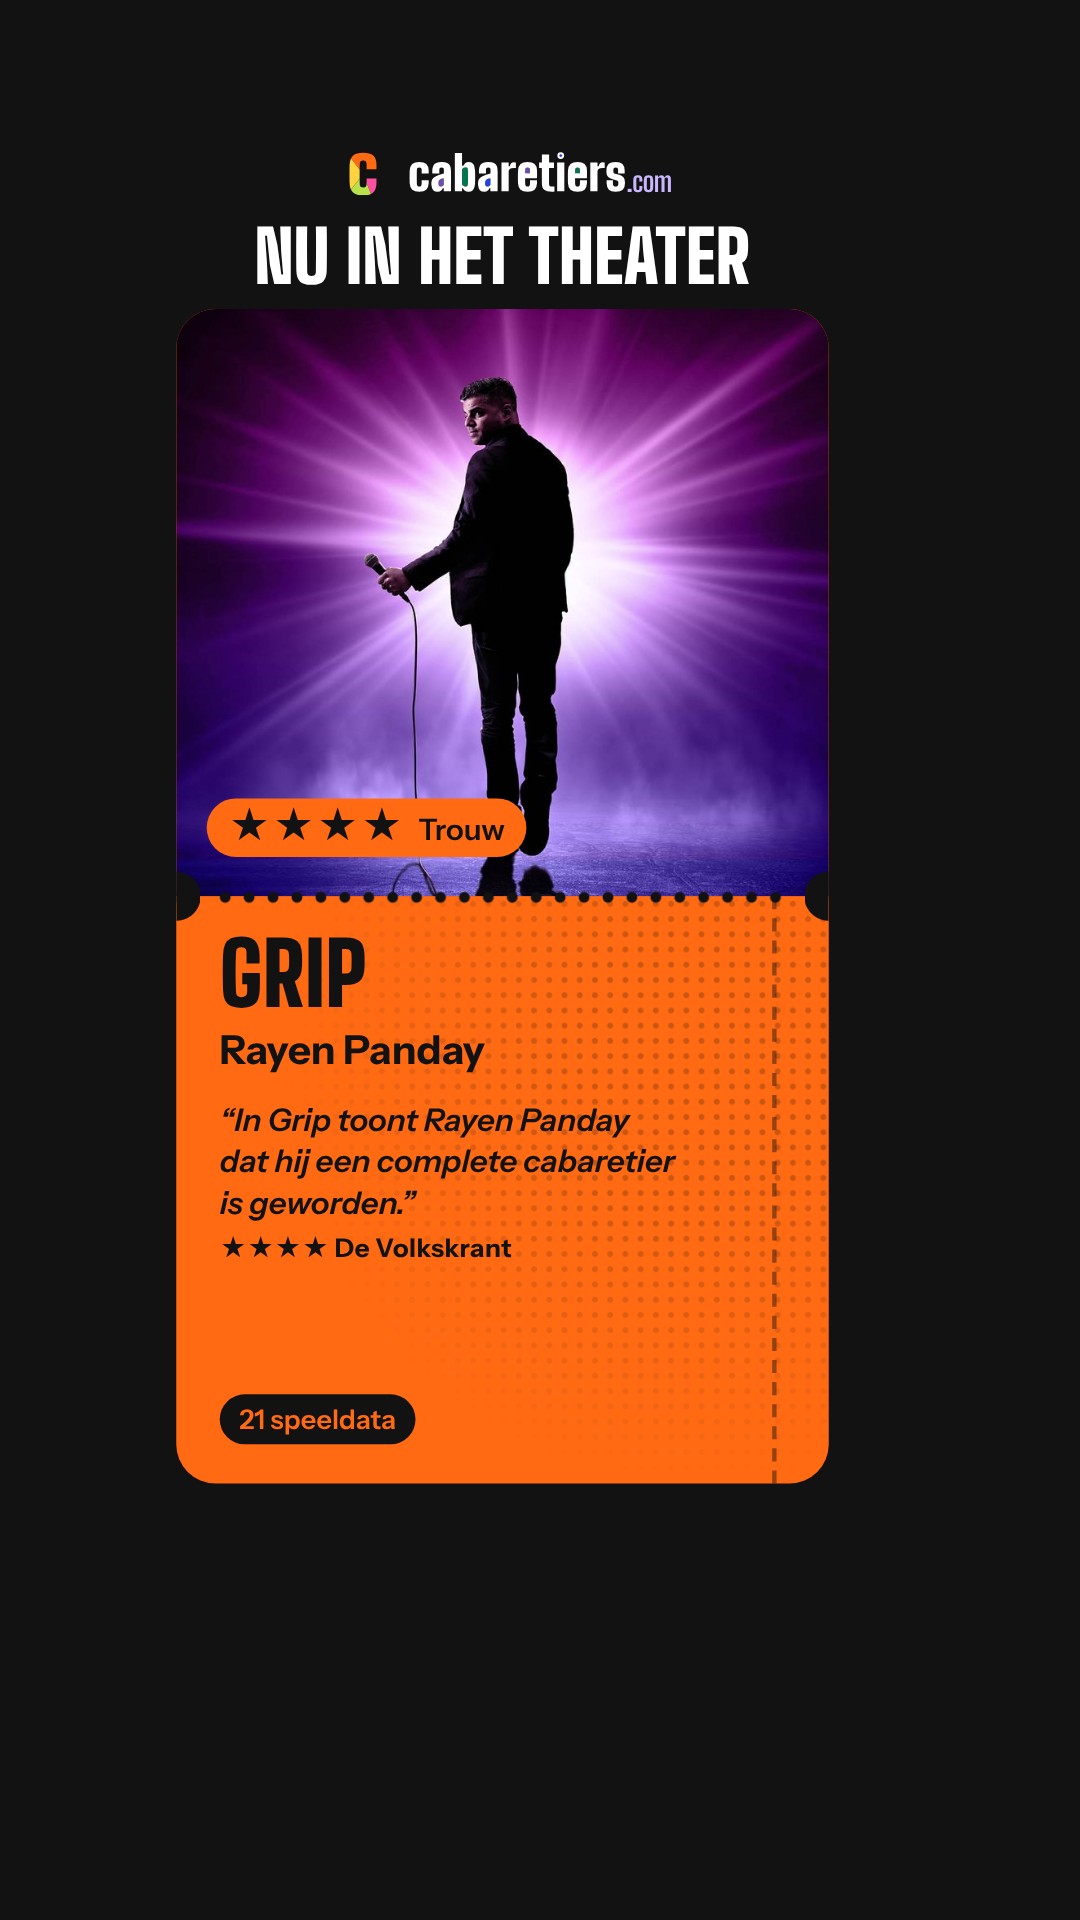 cabaretiers.com
NU IN HET THEATER
★★★★ Trouw
GRIP
Rayen Panday
“In Grip toont Rayen Panday
dat hij een complete cabaretier
is geworden.”
★★★★ De Volkskrant
21 speeldata